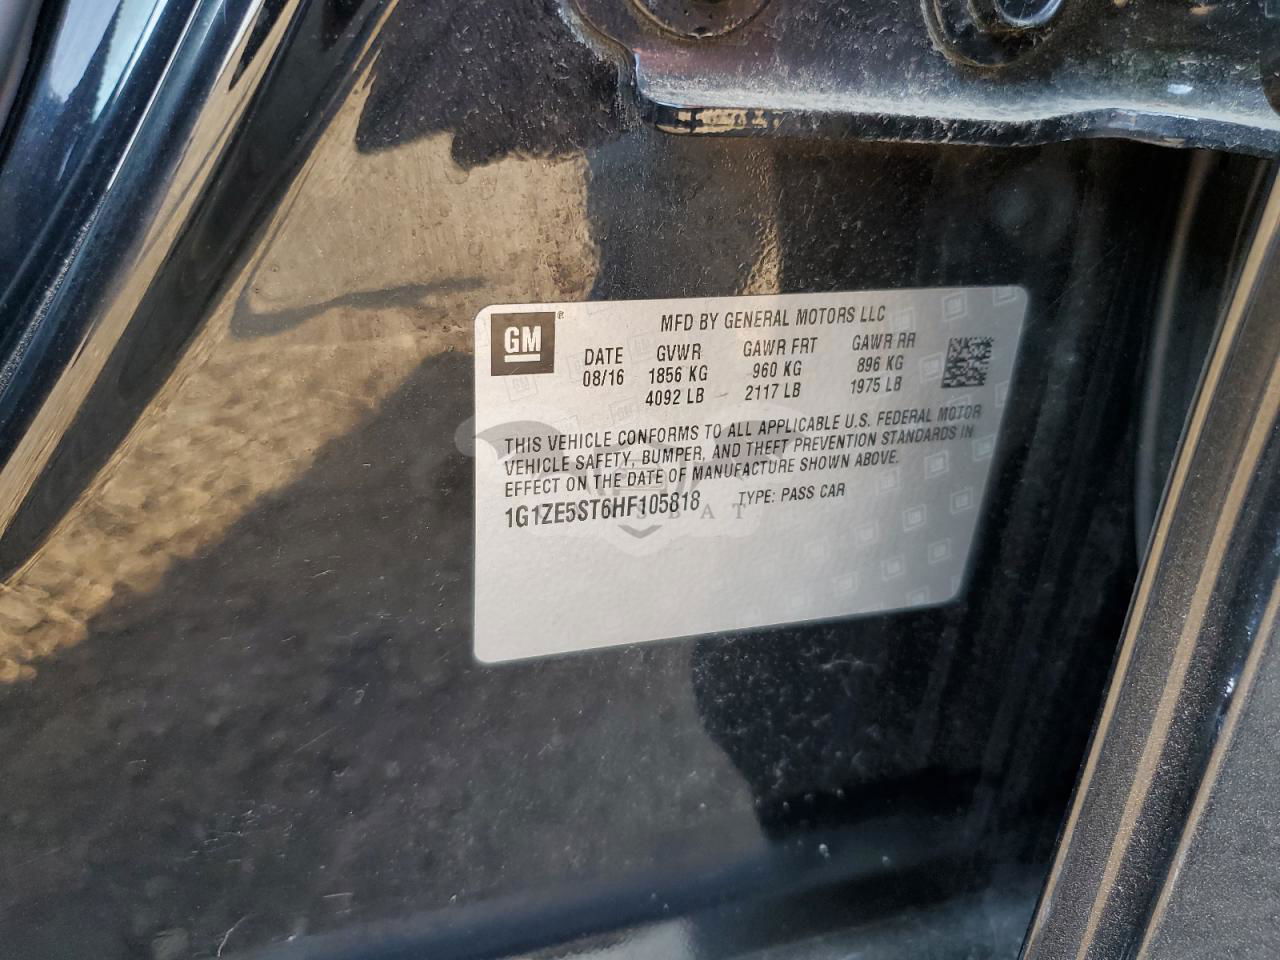 GM®
MFD BY GENERAL MOTORS LLC
DATE GVWR GAWR FRT GAWR RR
08/16 1856 KG 960 KG 896 KG
4092 LB 2117 LB 1975 LB
THIS VEHICLE CONFORMS TO ALL APPLICABLE U.S. FEDERAL MOTOR
VEHICLE SAFETY, BUMPER, AND THEFT PREVENTION STANDARDS IN
EFFECT ON THE DATE OF MANUFACTURE SHOWN ABOVE.
1G1ZE5ST6HF105818 TYPE: PASS CAR